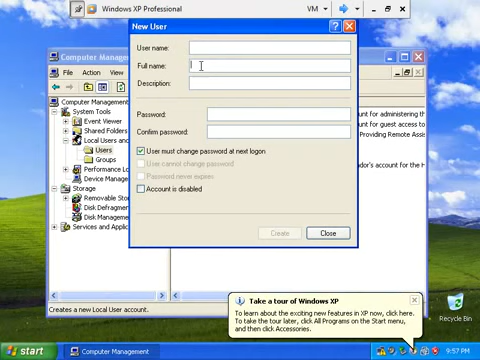 Windows XP Professional
VM
New User
User name:
Full name:
Description:
Password:
Confirm password:
User must change password at next logon
User cannot change password
Password never expires
Account is disabled
Create
Close
Computer Management
File Action View
Computer Management
System Tools
Event Viewer
Shared Folders
Local Users and
Users
Groups
Performance Lo
Device Manage
Storage
Removable Stora
Disk Defragmen
Disk Manageme
Services and Applica
ount for administering th
ount for guest access to
Providing Remote Assist
dor's account for the H
Creates a new Local User account.
Take a tour of Windows XP
To learn about the exciting new features in XP now, click here.
To take the tour later, click All Programs on the Start menu,
and then click Accessories.
Recycle Bin
start
Computer Management
9:57 PM